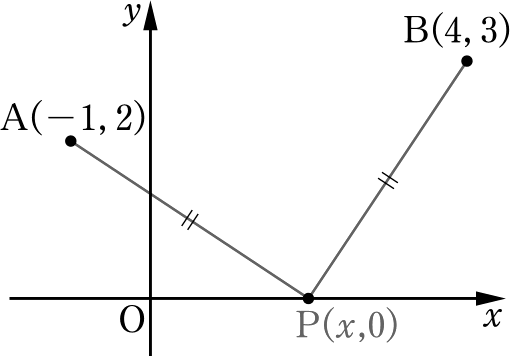 y
B(4, 3)
A(−1, 2)
O
P(x,0)
x